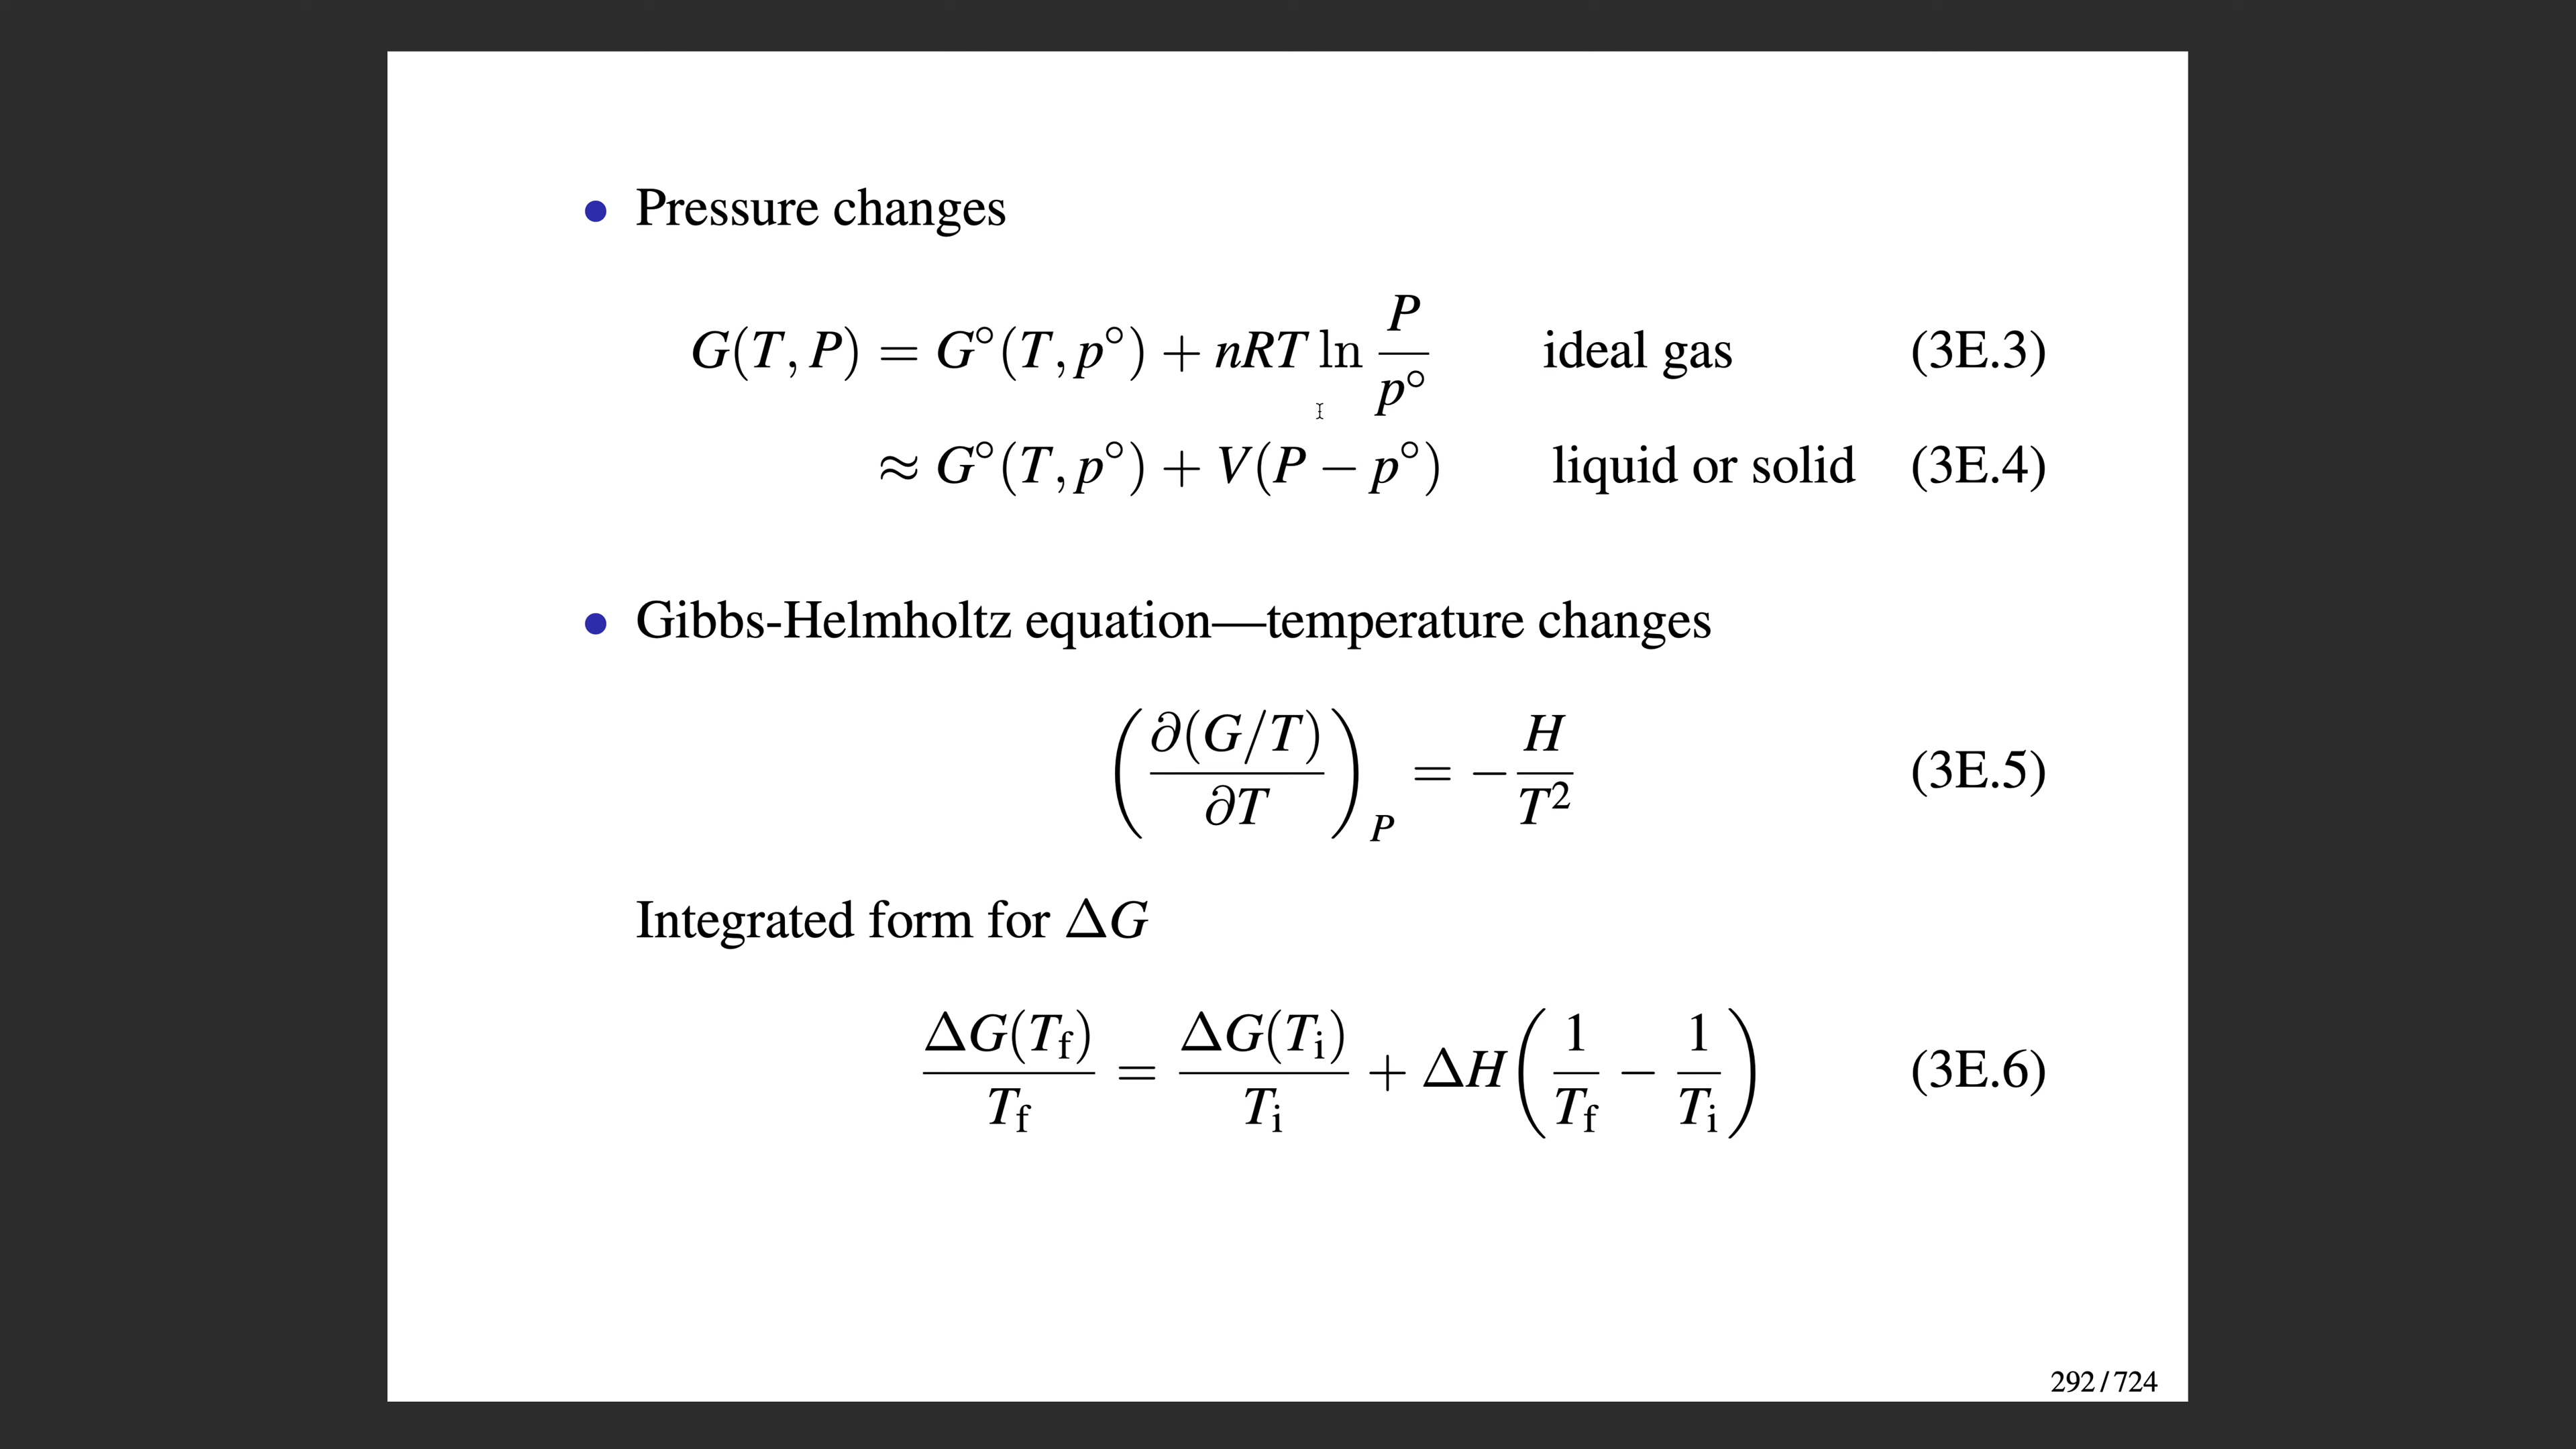 • Pressure changes
G(T, P) = G°(T, p°) + nRT ln P/p° ideal gas (3E.3)
≈ G°(T, p°) + V(P − p°) liquid or solid (3E.4)
• Gibbs-Helmholtz equation—temperature changes
(∂(G/T)/∂T)_P = −H/T² (3E.5)
Integrated form for ΔG
ΔG(T_f)/T_f = ΔG(T_i)/T_i + ΔH(1/T_f − 1/T_i) (3E.6)
292 / 724